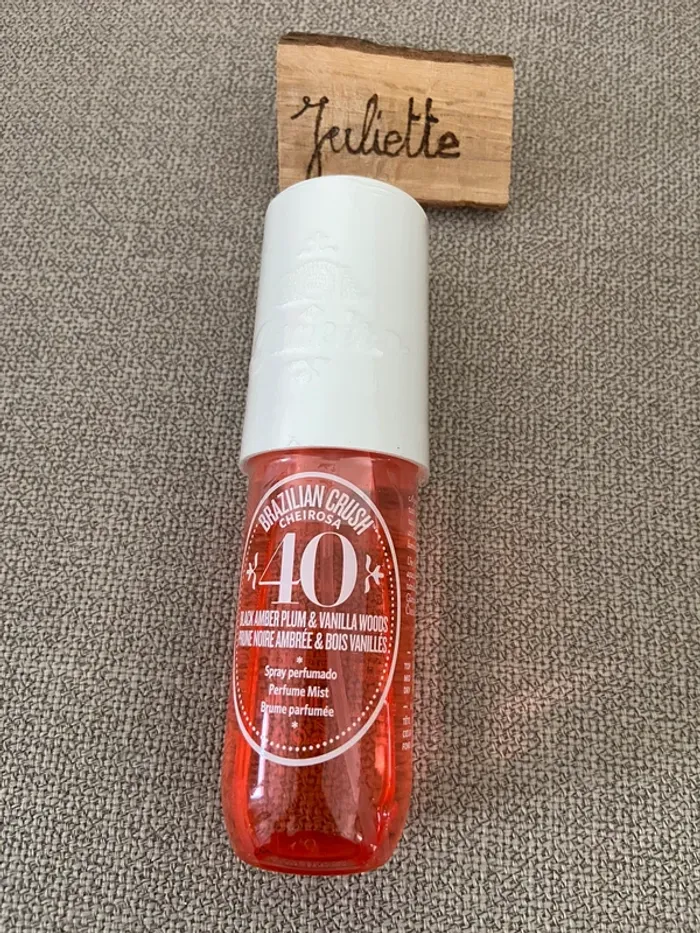 Juliette
BRAZILIAN CRUSH
CHEIROSA
40
BLACK AMBER PLUM & VANILLA WOODS
PRUNE NOIRE AMBRÉE & BOIS VANILLÉS
Spray perfumado
Perfume Mist
Brume parfumée